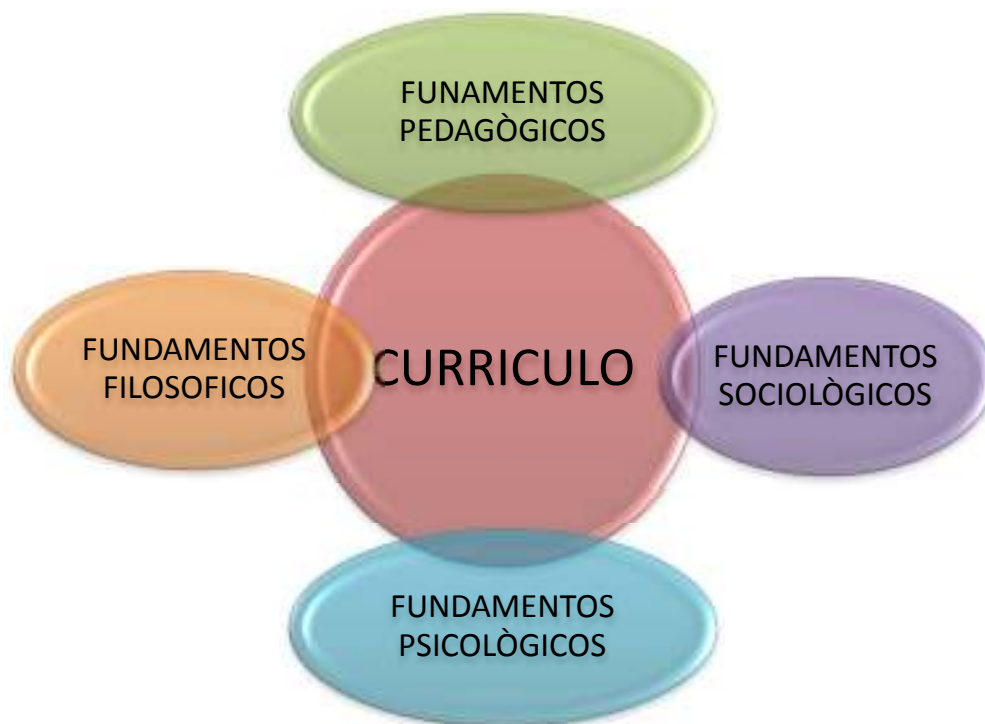 FUNAMENTOS
PEDAGÒGICOS
FUNDAMENTOS
FILOSOFICOS
CURRICULO
FUNDAMENTOS
SOCIOLÒGICOS
FUNDAMENTOS
PSICOLÒGICOS